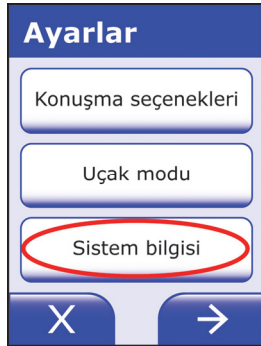 Ayarlar
Konuşma seçenekleri
Uçak modu
Sistem bilgisi
X →